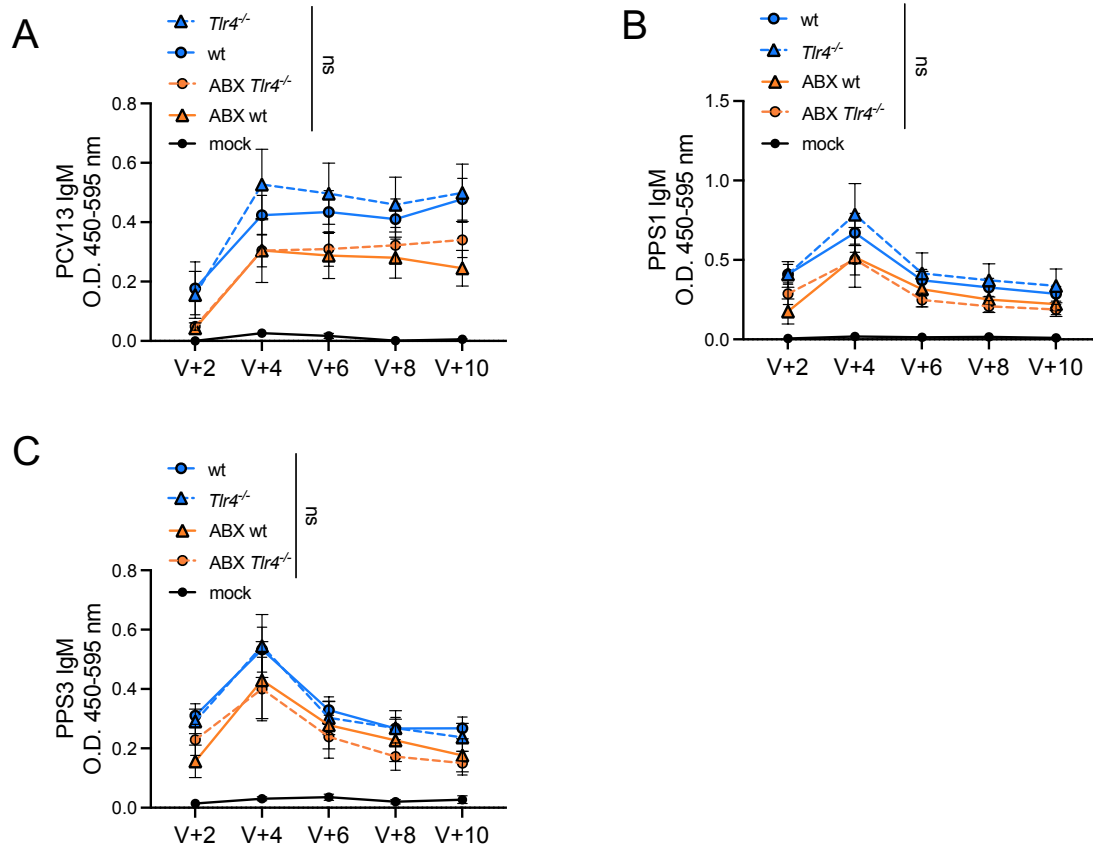 A
Tlr4-/-
wt
ABX Tlr4-/-
ABX wt
mock
ns
PCV13 IgM
O.D. 450-595 nm
0.8
0.6
0.4
0.2
0.0
V+2 V+4 V+6 V+8 V+10
B
wt
Tlr4-/-
ABX wt
ABX Tlr4-/-
mock
ns
PPS1 IgM
O.D. 450-595 nm
1.5
1.0
0.5
0.0
V+2 V+4 V+6 V+8 V+10
C
wt
Tlr4-/-
ABX wt
ABX Tlr4-/-
mock
ns
PPS3 IgM
O.D. 450-595 nm
0.8
0.6
0.4
0.2
0.0
V+2 V+4 V+6 V+8 V+10